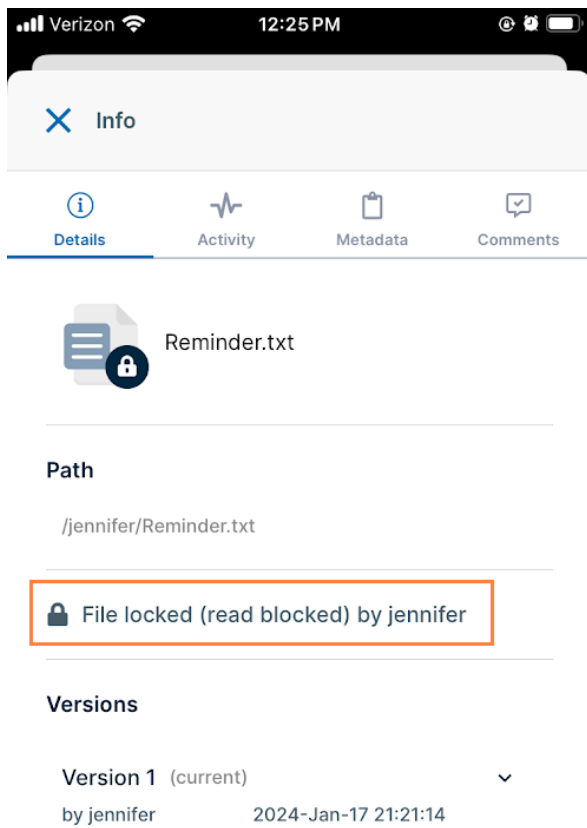 Verizon 12:25 PM
Info
Details Activity Metadata Comments
Reminder.txt
Path
/jennifer/Reminder.txt
File locked (read blocked) by jennifer
Versions
Version 1 (current)
by jennifer 2024-Jan-17 21:21:14